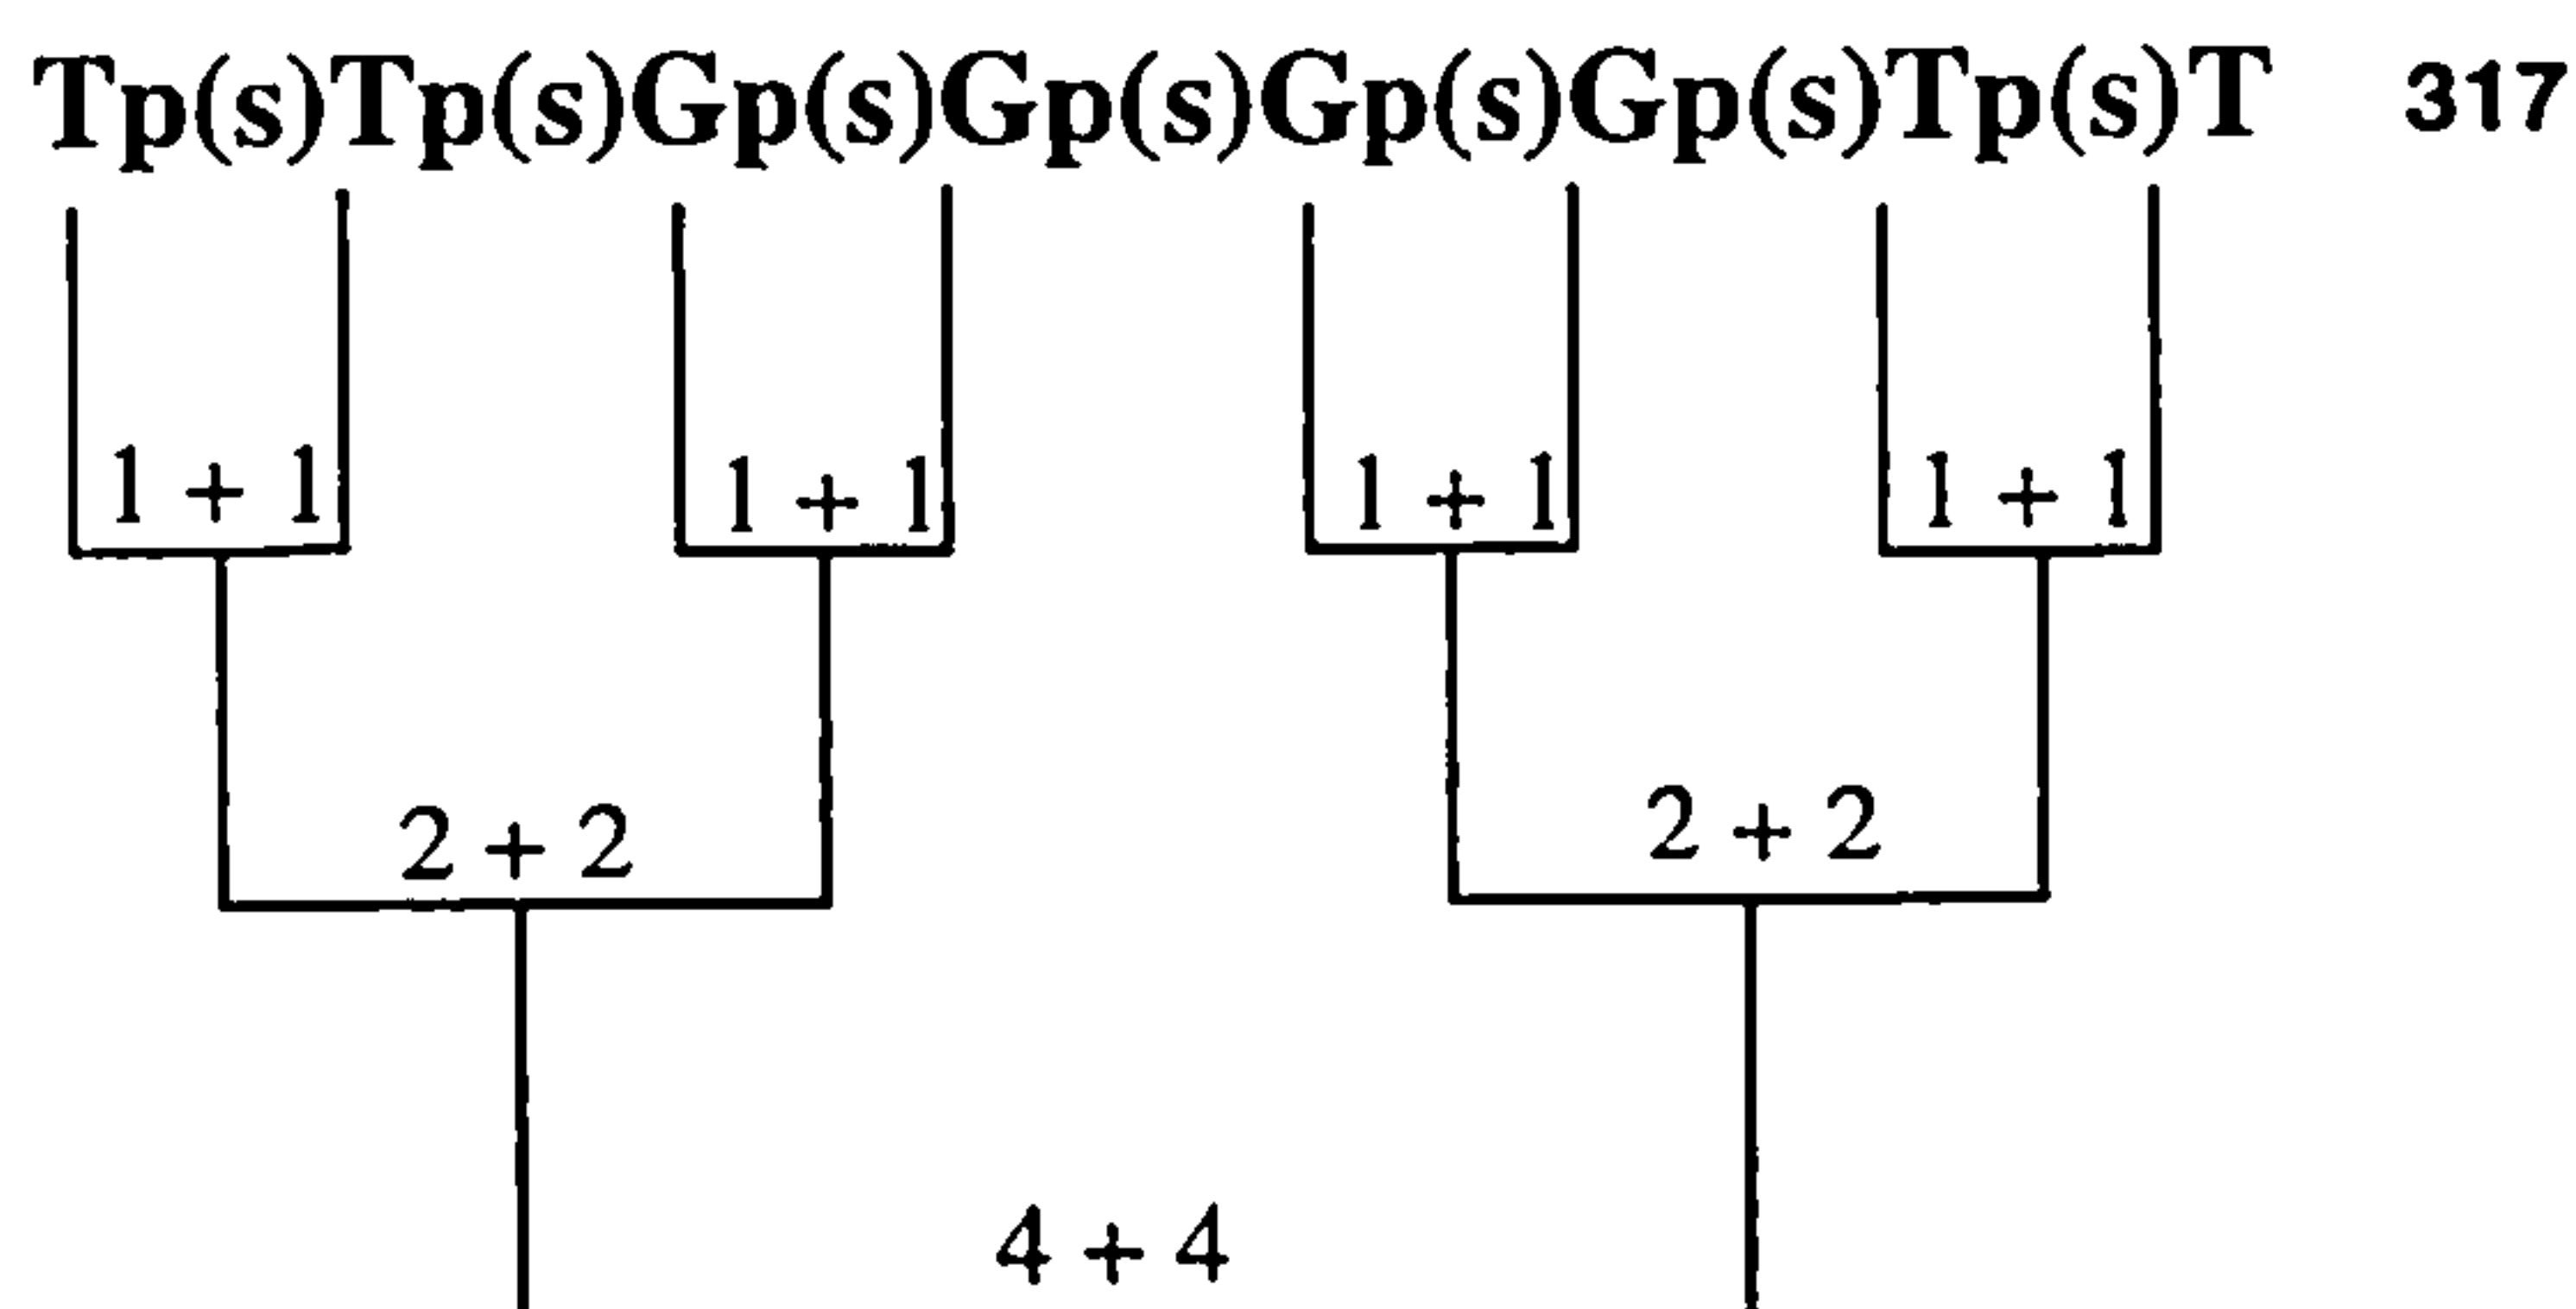 Tp(s)Tp(s)Gp(s)Gp(s)Gp(s)Gp(s)Tp(s)T 317
1 + 1 1 + 1 1 + 1 1 + 1
2 + 2 2 + 2
4 + 4